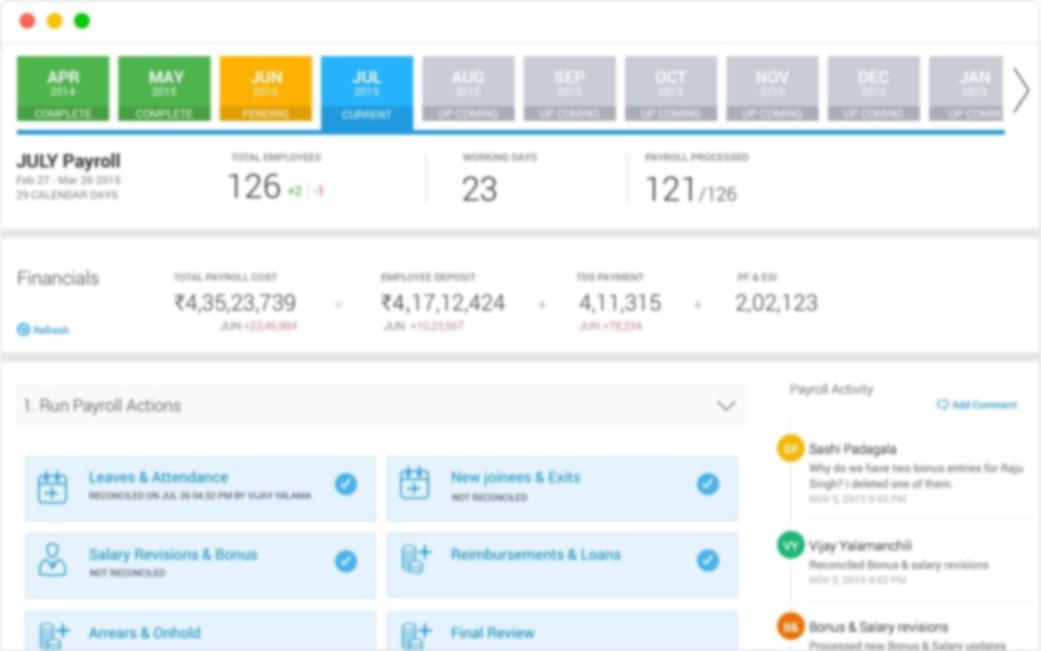 APR
2014
COMPLETE
MAY
2015
COMPLETE
JUN
2015
PENDING
JUL
2015
CURRENT
AUG
2015
UP COMING
SEP
2015
UP COMING
OCT
2015
UP COMING
NOV
2015
UP COMING
DEC
2015
UP COMING
JAN
2015
UP COMIN
JULY Payroll
Feb 27 - Mar 26 2015
29 CALENDAR DAYS
TOTAL EMPLOYEES
126 +2 | -1
WORKING DAYS
23
PAYROLL PROCESSED
121/126
Financials
Refresh
TOTAL PAYROLL COST
₹4,35,23,739
JUN +23,46,984
=
EMPLOYEE DEPOSIT
₹4,17,12,424
JUN +10,23,567
+
TDS PAYMENT
4,11,315
JUN +78,234
+
PF & ESI
2,02,123
1. Run Payroll Actions
Leaves & Attendance
RECONCILED ON JUL 26 04:32 PM BY VIJAY YALAMA
New joinees & Exits
NOT RECONCILED
Salary Revisions & Bonus
NOT RECONCILED
Reimbursements & Loans
Arrears & Onhold
Final Review
Payroll Activity
Add Comment
SP
Sashi Padagala
Why do we have two bonus entries for Raju
Singh? I deleted one of them.
NOV 5, 2015 9:52 PM
VY
Vijay Yalamanchili
Reconciled Bonus & salary revisions
NOV 5, 2015 9:52 PM
B&
Bonus & Salary revisions
Processed new Bonus & Salary updates